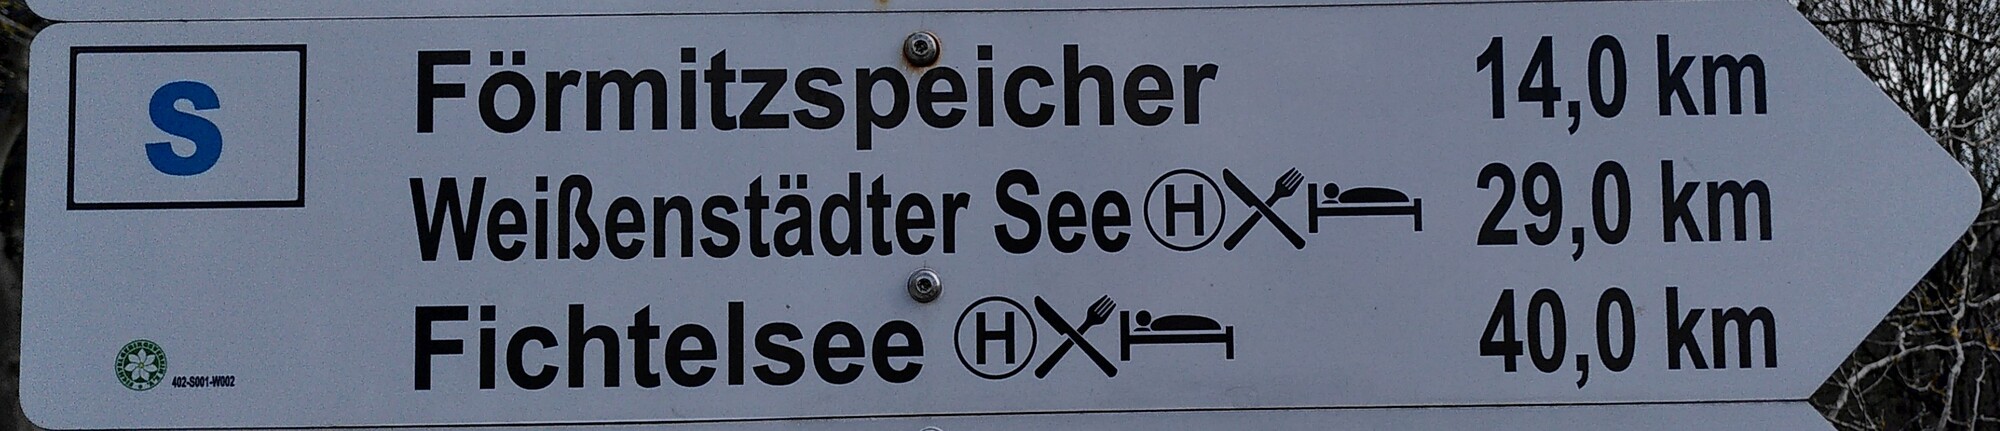 S
Förmitzspeicher 14,0 km
Weißenstädter See H 29,0 km
Fichtelsee H 40,0 km
402-S001-W002